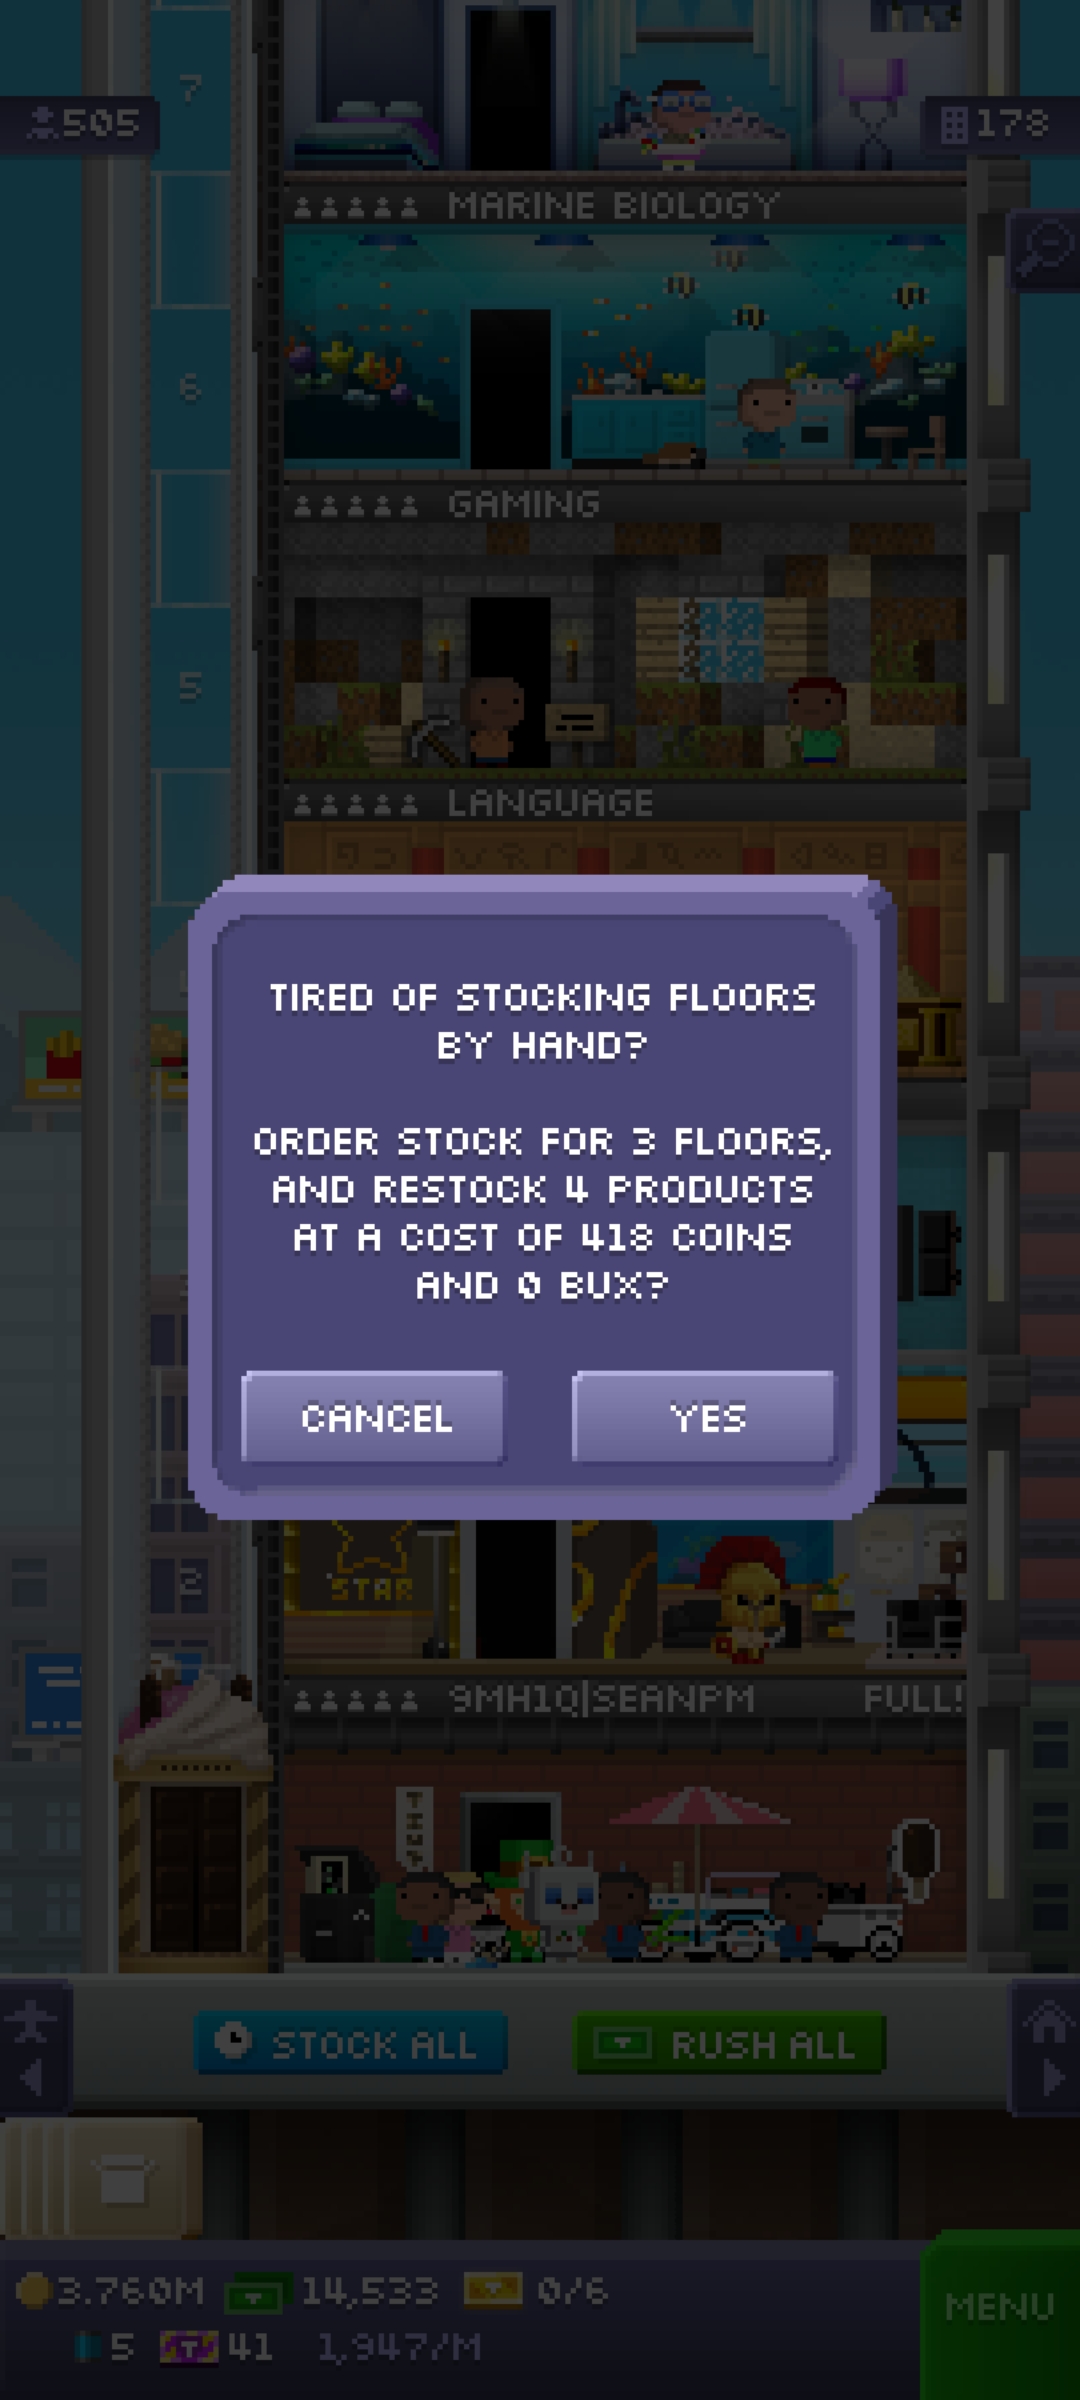 7
505
178
MARINE BIOLOGY
6
GAMING
5
LANGUAGE
TIRED OF STOCKING FLOORS
BY HAND?
ORDER STOCK FOR 3 FLOORS,
AND RESTOCK 4 PRODUCTS
AT A COST OF 418 COINS
AND 0 BUX?
CANCEL
YES
STAR
2
9MH1Q|SEANPM
FULL!
STOCK ALL
RUSH ALL
3.760M
14,533
0/6
MENU
5
41
1,947/M